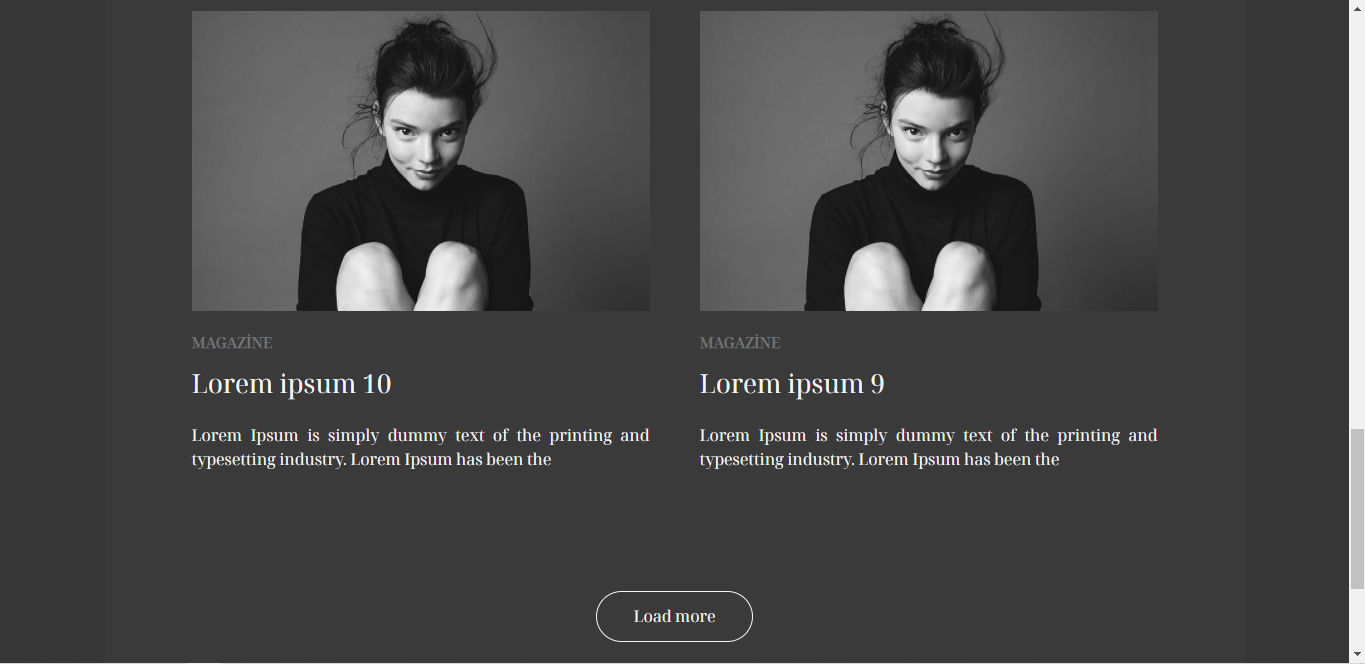 MAGAZİNE
Lorem ipsum 10
Lorem Ipsum is simply dummy text of the printing and
typesetting industry. Lorem Ipsum has been the
MAGAZİNE
Lorem ipsum 9
Lorem Ipsum is simply dummy text of the printing and
typesetting industry. Lorem Ipsum has been the
Load more